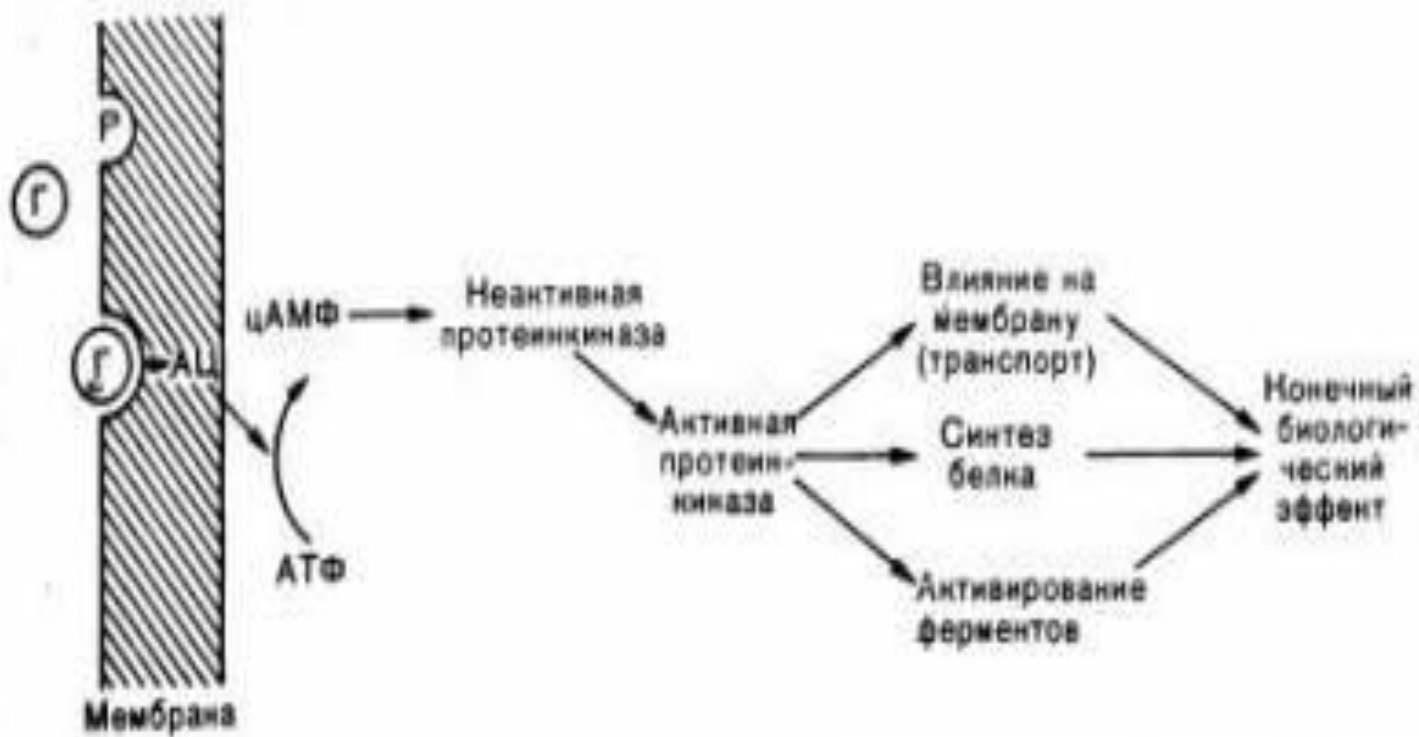 Р
Г
Г
АЦ
цАМФ
АТФ
Неактивная
протеинкиназа
Активная
протеин-
киназа
Влияние на
мембрану
(транспорт)
Синтез
белка
Активирование
ферментов
Конечный
биологи-
ческий
эффект
Мембрана